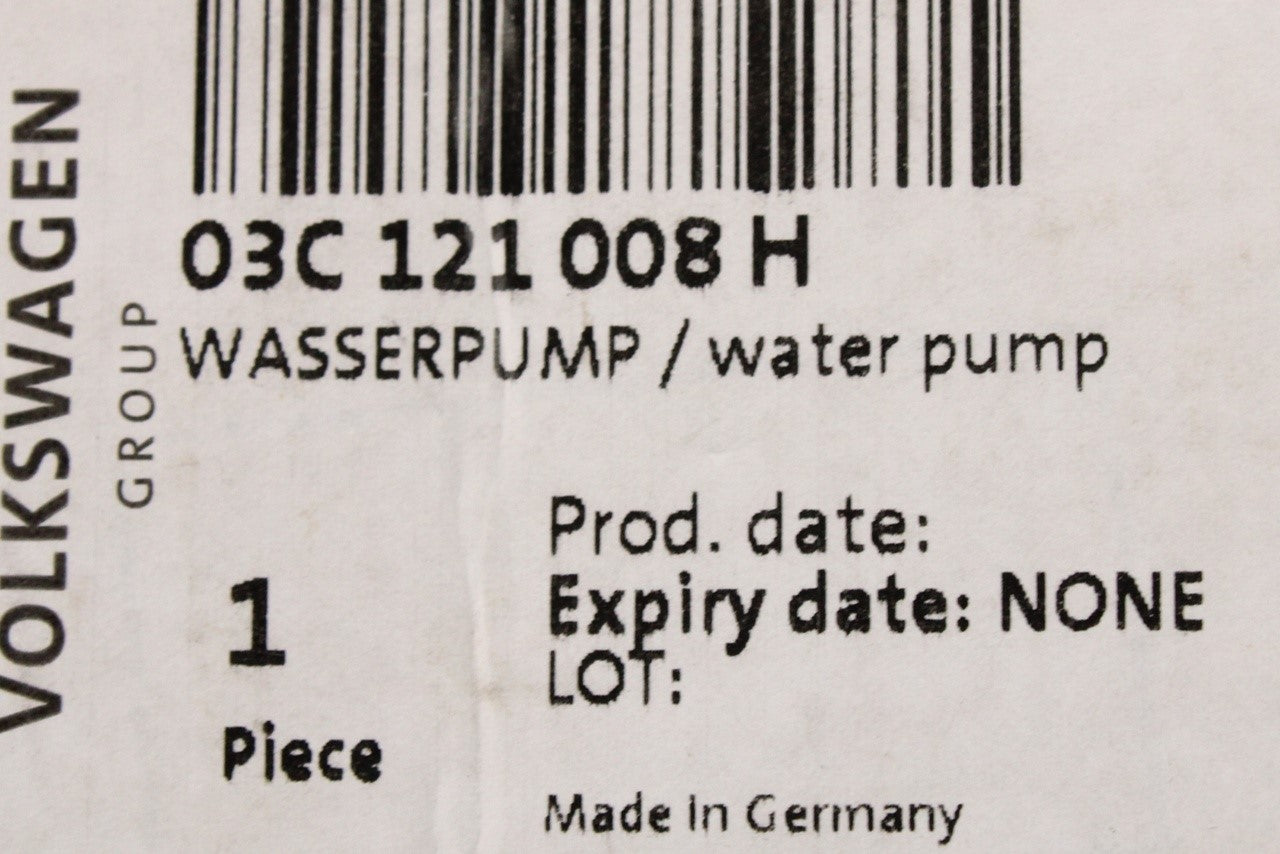 VOLKSWAGEN
GROUP
03C 121 008 H
WASSERPUMP / water pump
Prod. date:
Expiry date: NONE
LOT:
1
Piece
Made In Germany